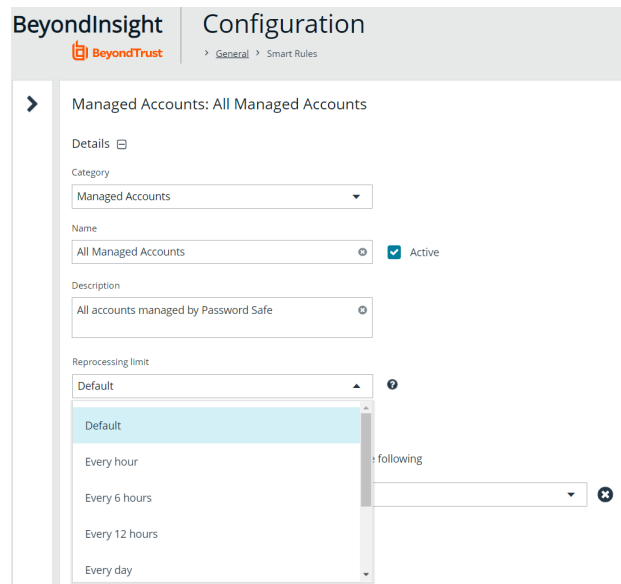 BeyondInsight
BeyondTrust
Configuration
General
Smart Rules
Managed Accounts: All Managed Accounts
Details
Category
Managed Accounts
Name
All Managed Accounts
Active
Description
All accounts managed by Password Safe
Reprocessing limit
Default
Default
Every hour
following
Every 6 hours
Every 12 hours
Every day